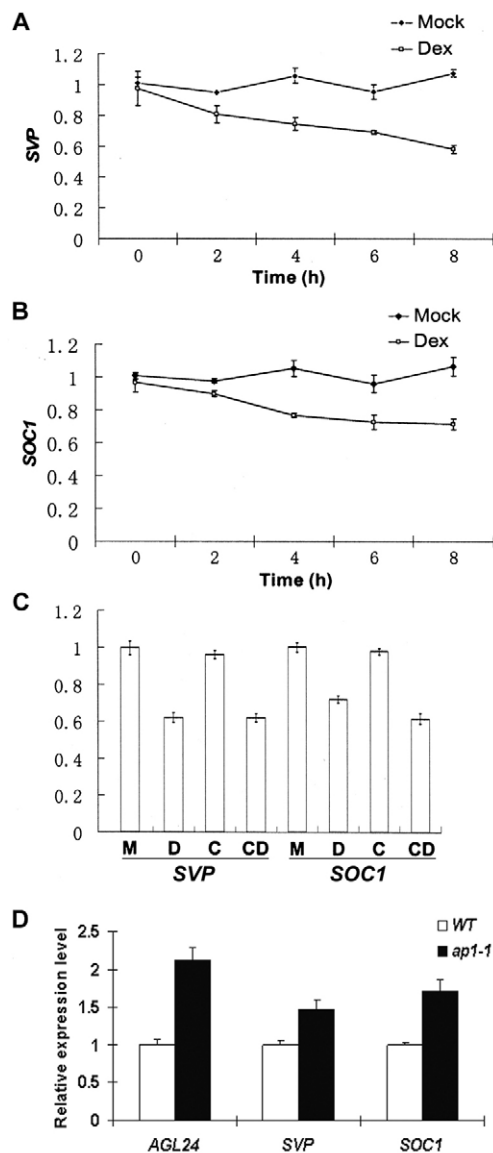 A
Mock
Dex
1.2
1
0.8
0.6
0.4
0.2
0
SVP
0 2 4 6 8
Time (h)
B
Mock
Dex
1.2
1
0.8
0.6
0.4
0.2
0
SOC1
0 2 4 6 8
Time (h)
C
1.2
1
0.8
0.6
0.4
0.2
0
M D C CD M D C CD
SVP SOC1
D
WT
ap1-1
2.5
2
1.5
1
0.5
0
Relative expression level
AGL24 SVP SOC1